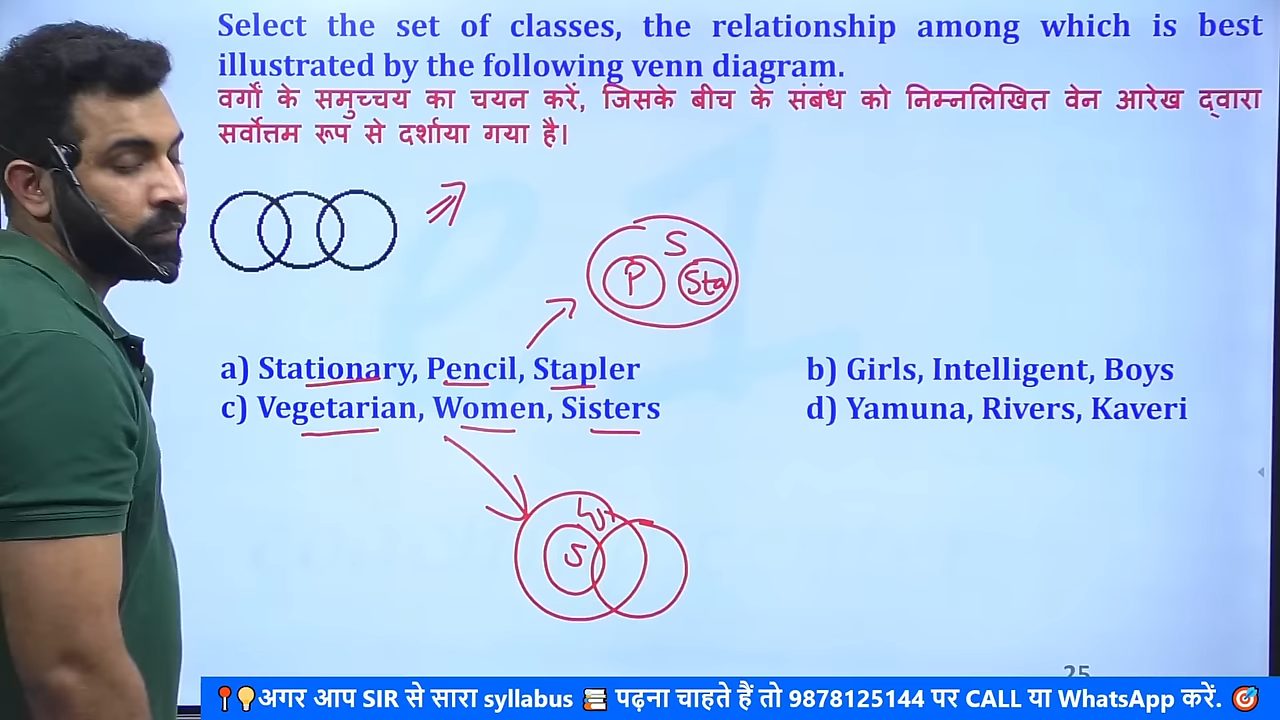 Select the set of classes, the relationship among which is best
illustrated by the following venn diagram.
वर्गों के समुच्चय का चयन करें, जिसके बीच के संबंध को निम्नलिखित वेन आरेख द्वारा
सर्वोत्तम रूप से दर्शाया गया है।
S
P Sta
a) Stationary, Pencil, Stapler
b) Girls, Intelligent, Boys
c) Vegetarian, Women, Sisters
d) Yamuna, Rivers, Kaveri
S
25
अगर आप SIR से सारा syllabus 📚 पढ़ना चाहते हैं तो 9878125144 पर CALL या WhatsApp करें.